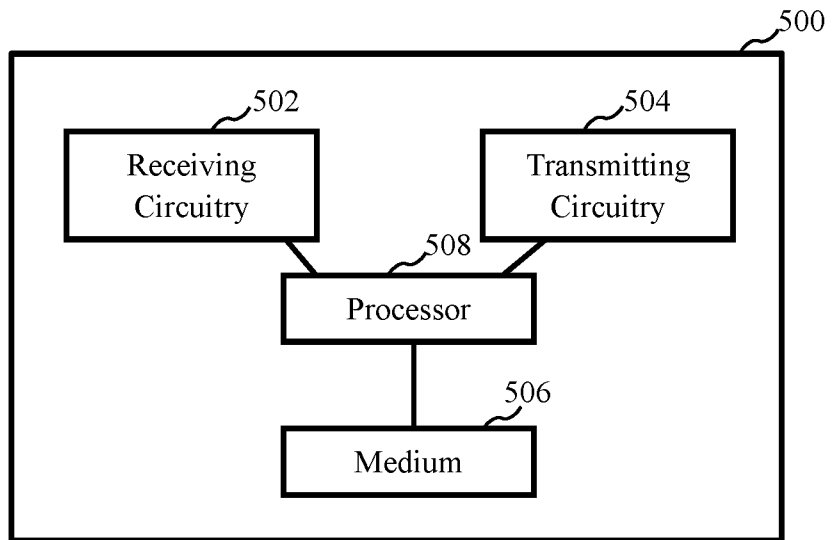 500
502
504
Receiving
Circuitry
Transmitting
Circuitry
508
Processor
506
Medium